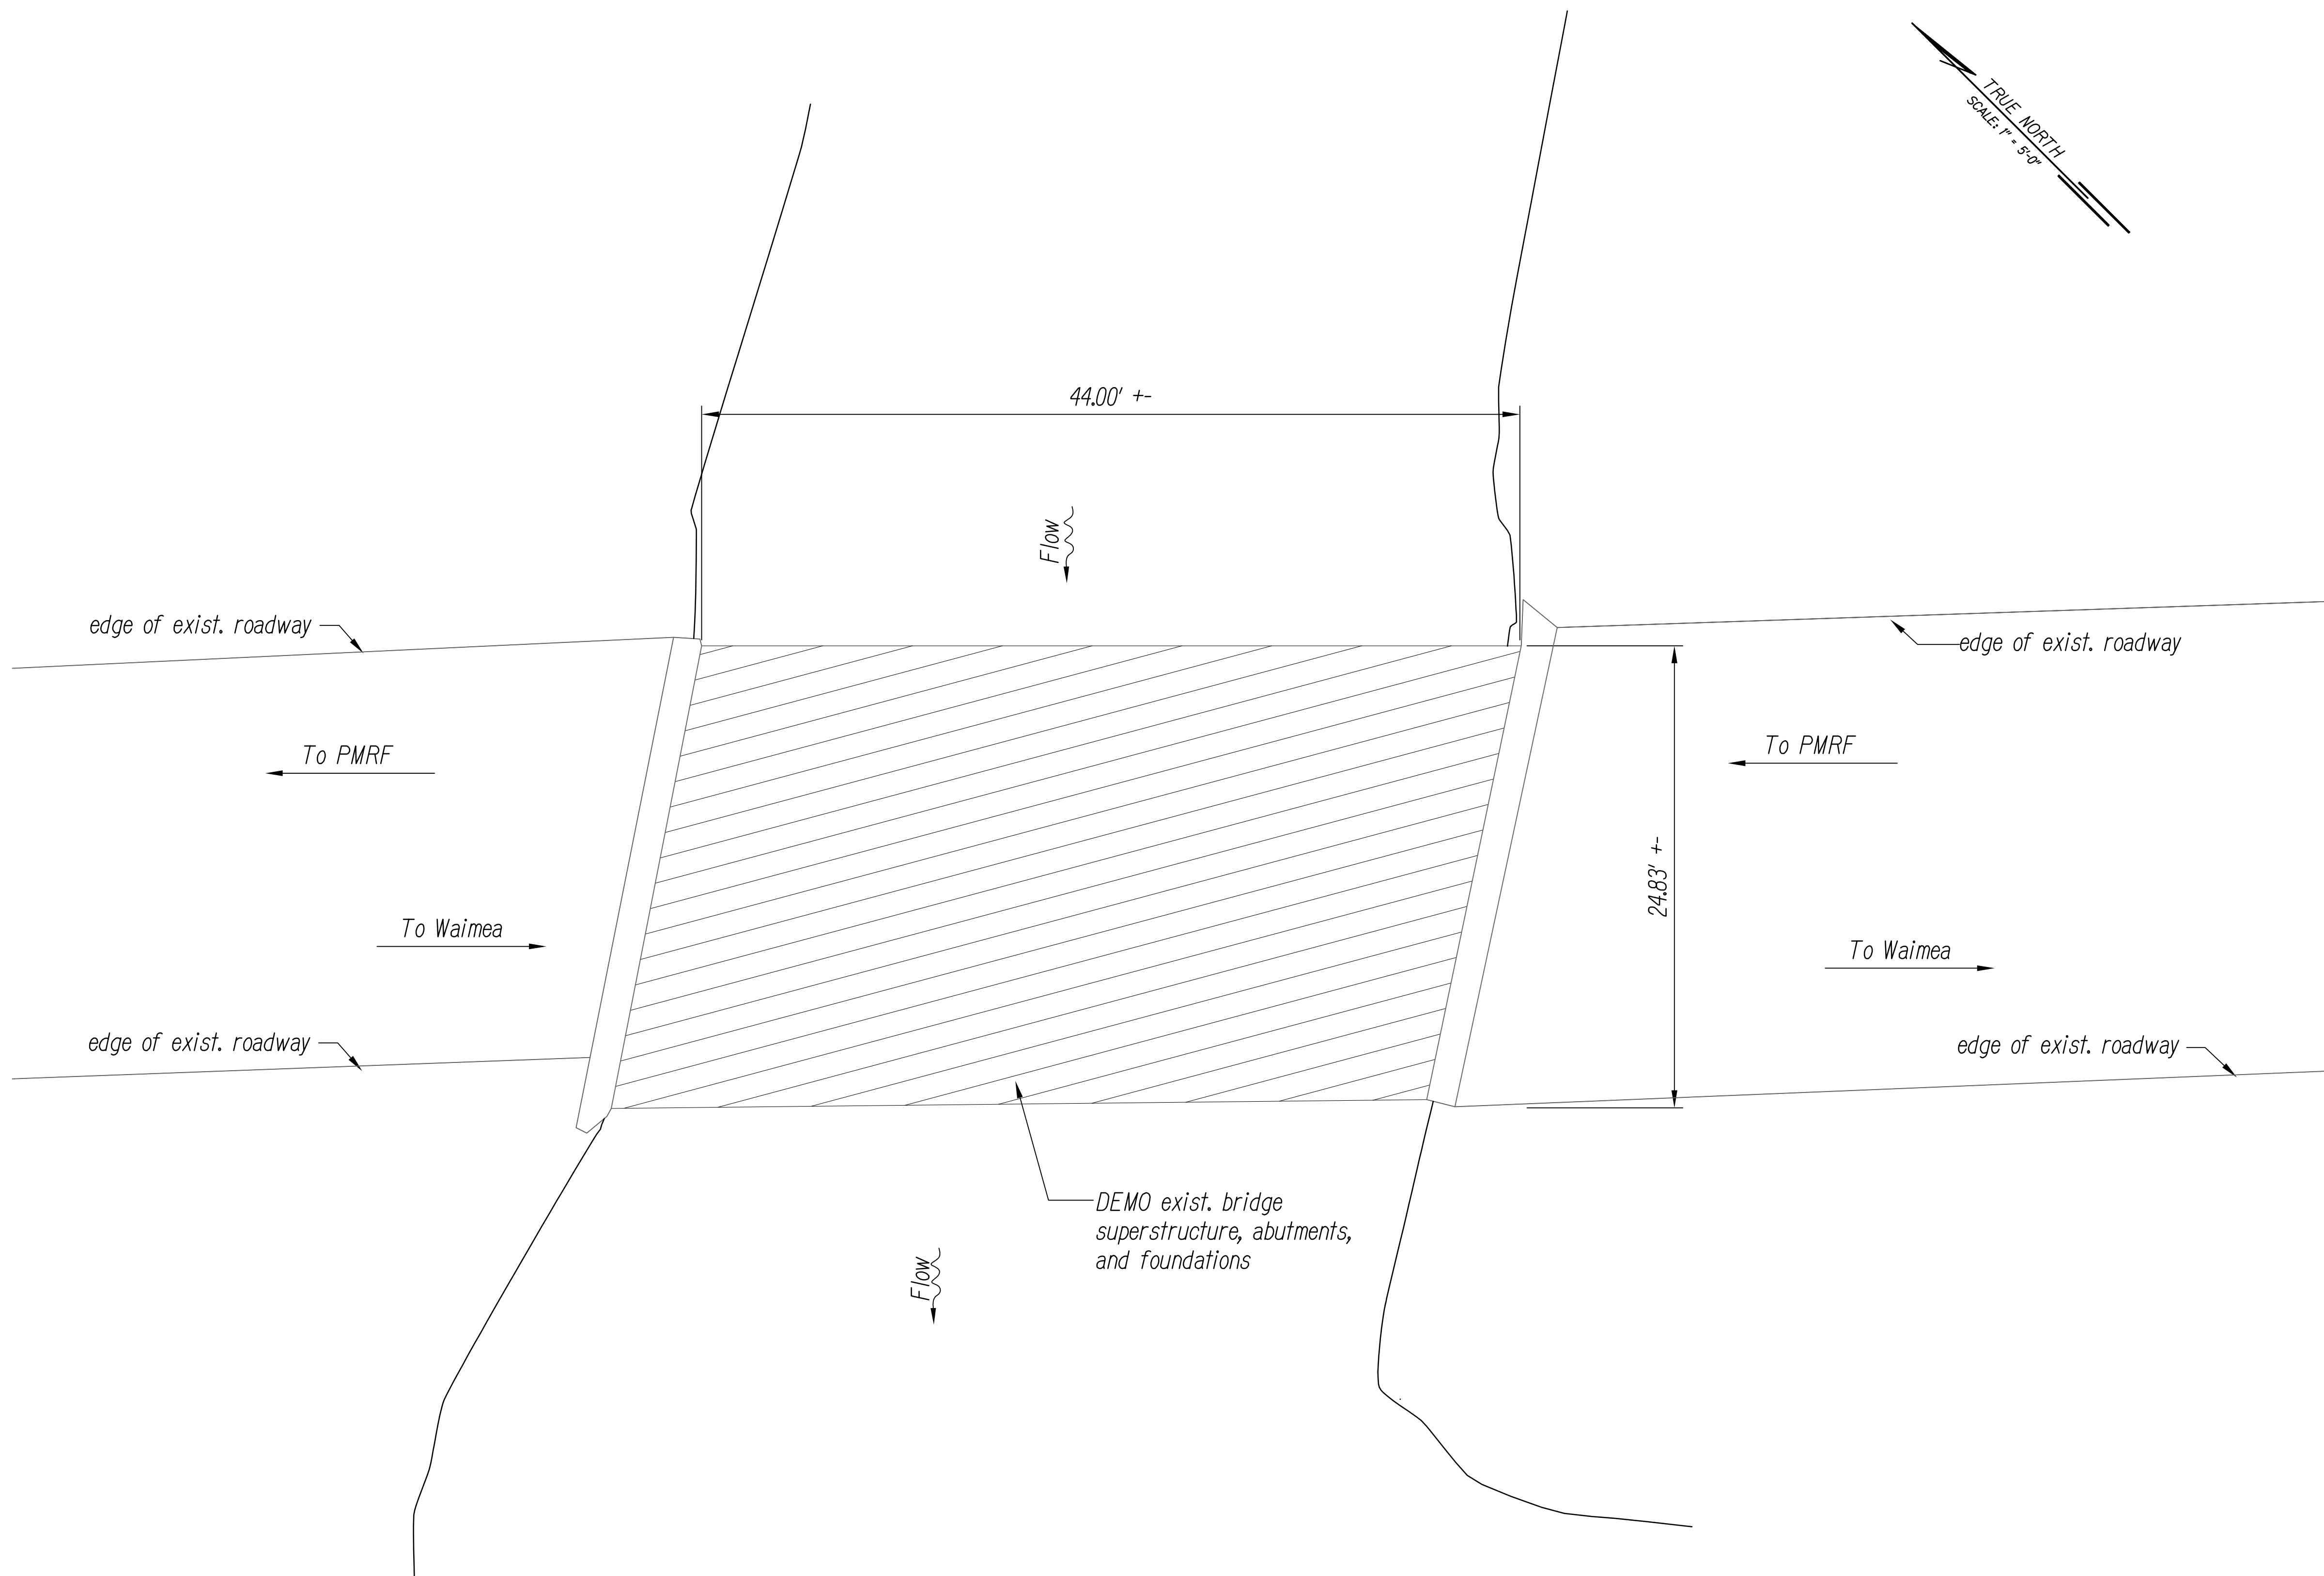 TRUE NORTH
SCALE: 1" = 5'-0"
44.00' +-
Flow
edge of exist. roadway
edge of exist. roadway
To PMRF
To PMRF
24.83' +-
To Waimea
To Waimea
edge of exist. roadway
edge of exist. roadway
DEMO exist. bridge
superstructure, abutments,
and foundations
Flow